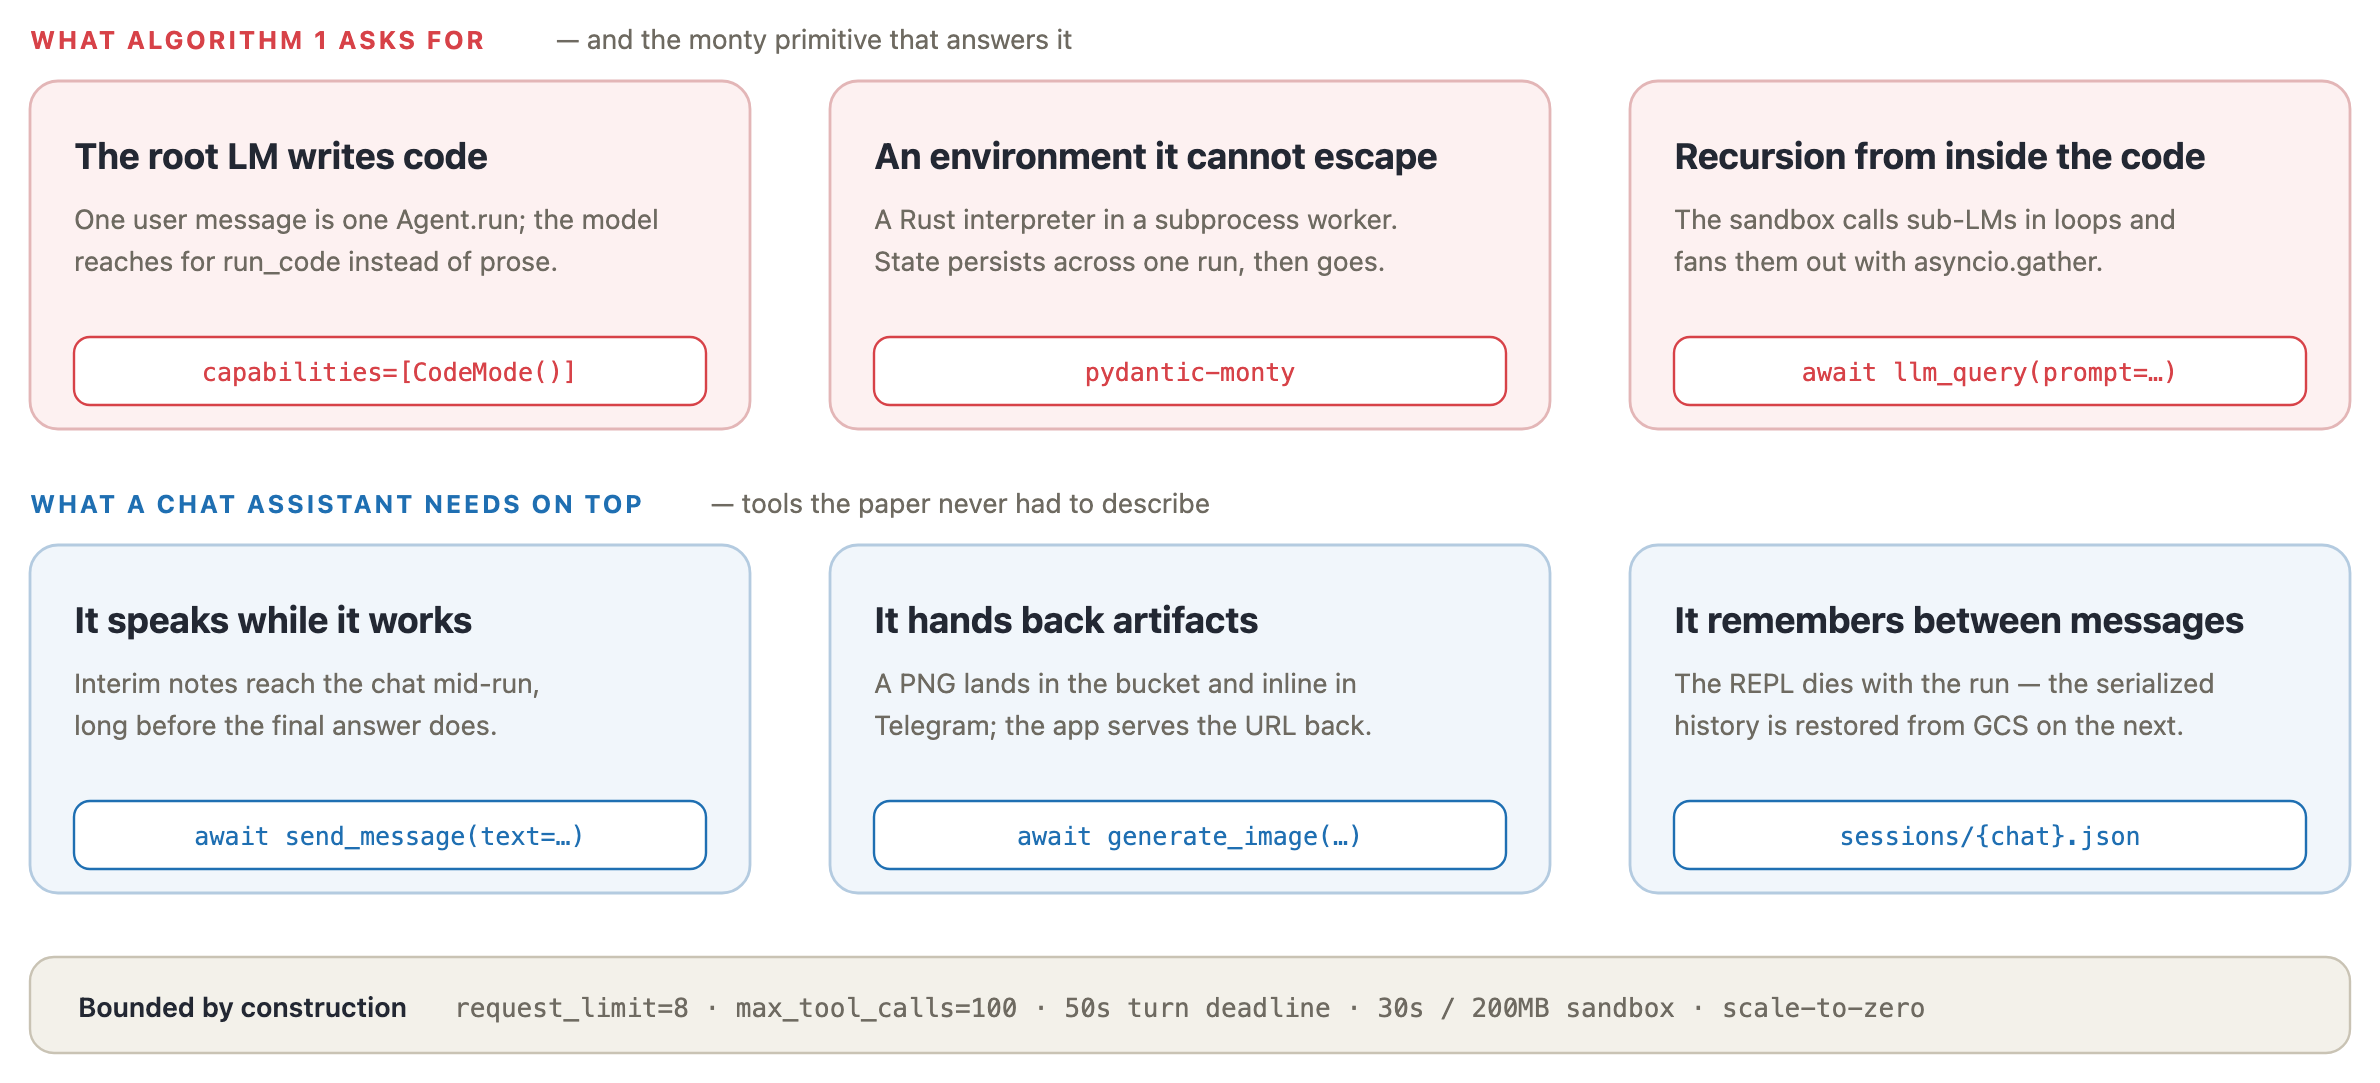 WHAT ALGORITHM 1 ASKS FOR — and the monty primitive that answers it
The root LM writes code
One user message is one Agent.run; the model
reaches for run_code instead of prose.
capabilities=[CodeMode()]
An environment it cannot escape
A Rust interpreter in a subprocess worker.
State persists across one run, then goes.
pydantic-monty
Recursion from inside the code
The sandbox calls sub-LMs in loops and
fans them out with asyncio.gather.
await llm_query(prompt=…)
WHAT A CHAT ASSISTANT NEEDS ON TOP — tools the paper never had to describe
It speaks while it works
Interim notes reach the chat mid-run,
long before the final answer does.
await send_message(text=…)
It hands back artifacts
A PNG lands in the bucket and inline in
Telegram; the app serves the URL back.
await generate_image(…)
It remembers between messages
The REPL dies with the run — the serialized
history is restored from GCS on the next.
sessions/{chat}.json
Bounded by construction request_limit=8 · max_tool_calls=100 · 50s turn deadline · 30s / 200MB sandbox · scale-to-zero